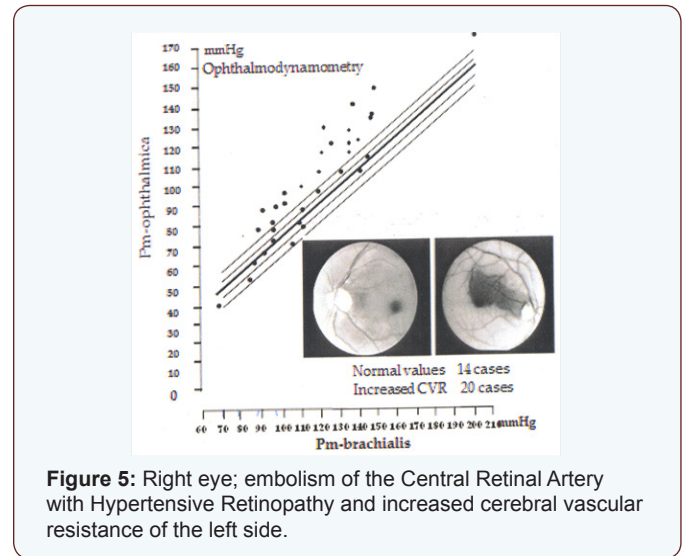 mmHg
Ophthalmodynamometry
Pm-ophthalmica
170
160
150
140
130
120
110
100
90
80
70
60
50
40
30
20
10
0
Normal values 14 cases
Increased CVR 20 cases
60 70 80 90 100 110 120 130 140 150 160 170 180 190 200 210 mmHg
Pm-brachialis
Figure 5: Right eye; embolism of the Central Retinal Artery
with Hypertensive Retinopathy and increased cerebral vascular
resistance of the left side.